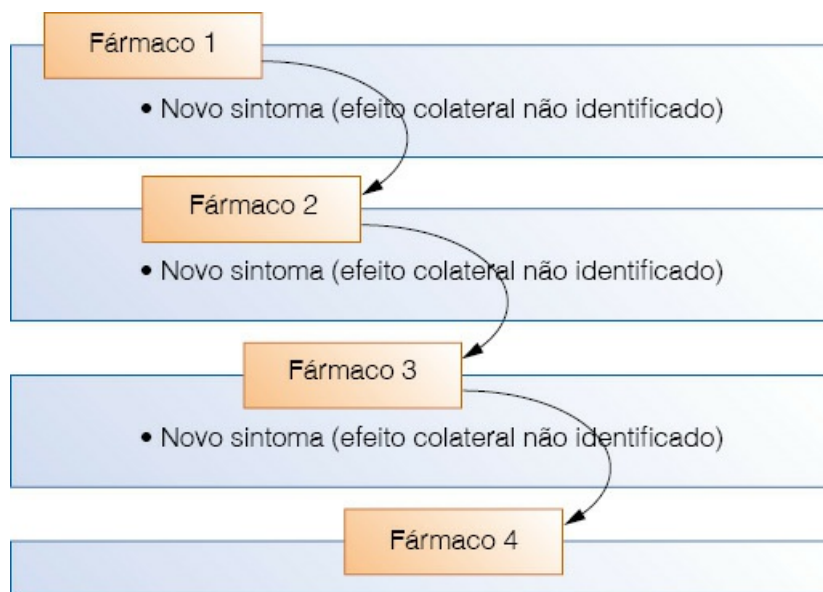 Fármaco 1
• Novo sintoma (efeito colateral não identificado)
Fármaco 2
• Novo sintoma (efeito colateral não identificado)
Fármaco 3
• Novo sintoma (efeito colateral não identificado)
Fármaco 4